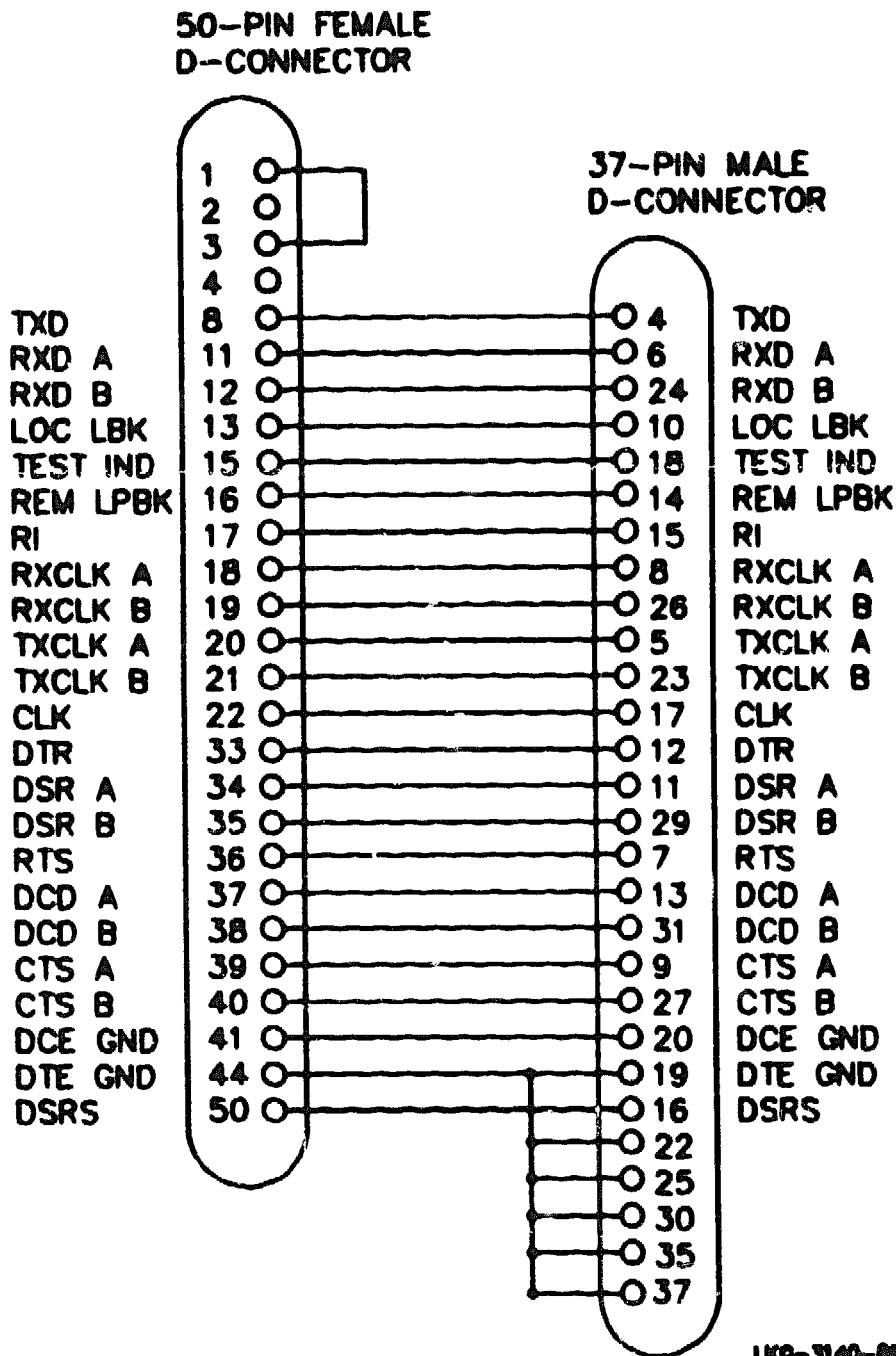 50-PIN FEMALE
D-CONNECTOR
37-PIN MALE
D-CONNECTOR
1
2
3
4
TXD 8 4 TXD
RXD A 11 6 RXD A
RXD B 12 24 RXD B
LOC LBK 13 10 LOC LBK
TEST IND 15 18 TEST IND
REM LPBK 16 14 REM LPBK
RI 17 15 RI
RXCLK A 18 8 RXCLK A
RXCLK B 19 26 RXCLK B
TXCLK A 20 5 TXCLK A
TXCLK B 21 23 TXCLK B
CLK 22 17 CLK
DTR 33 12 DTR
DSR A 34 11 DSR A
DSR B 35 29 DSR B
RTS 36 7 RTS
DCD A 37 13 DCD A
DCD B 38 31 DCD B
CTS A 39 9 CTS A
CTS B 40 27 CTS B
DCE GND 41 20 DCE GND
DTE GND 44 19 DTE GND
DSRS 50 16 DSRS
22
25
30
35
37